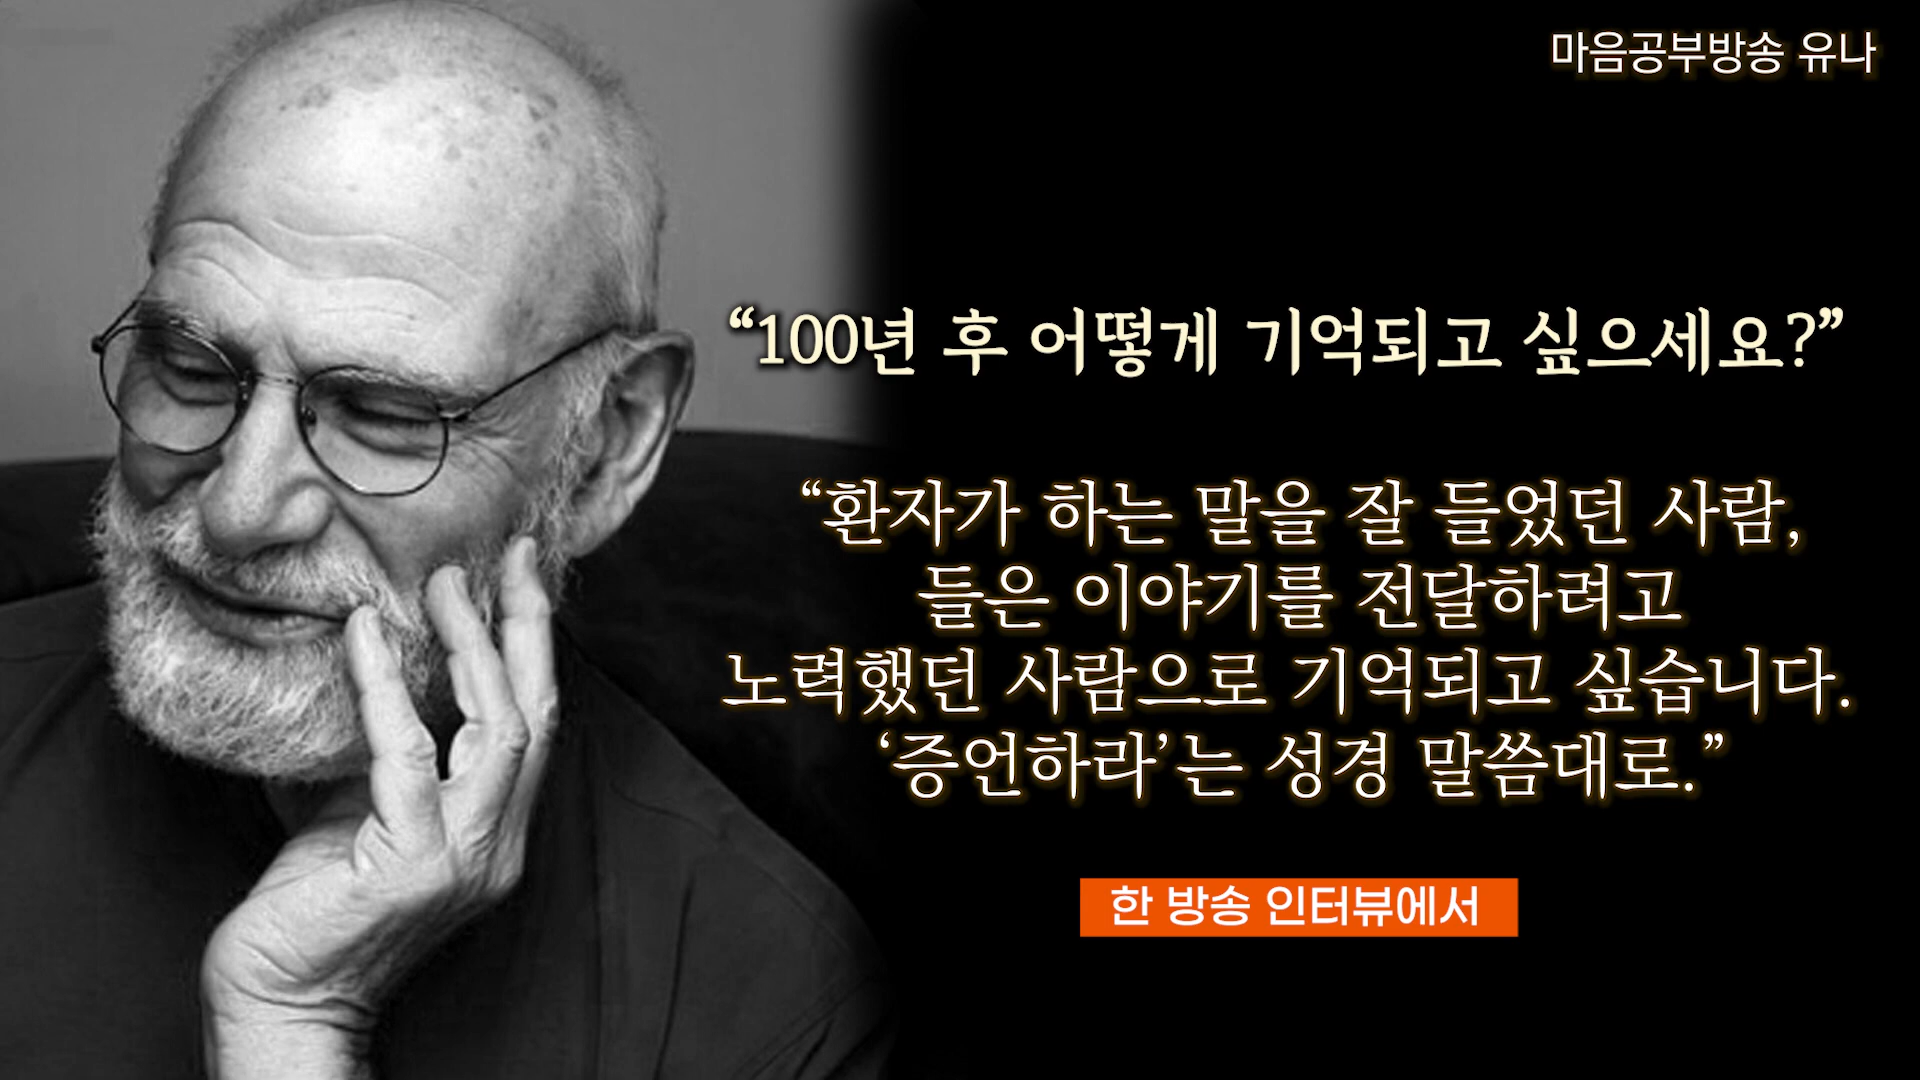 마음공부방송 유나
“100년 후 어떻게 기억되고 싶으세요?”
“환자가 하는 말을 잘 들었던 사람,
들은 이야기를 전달하려고
노력했던 사람으로 기억되고 싶습니다.
‘증언하라’는 성경 말씀대로.”
한 방송 인터뷰에서